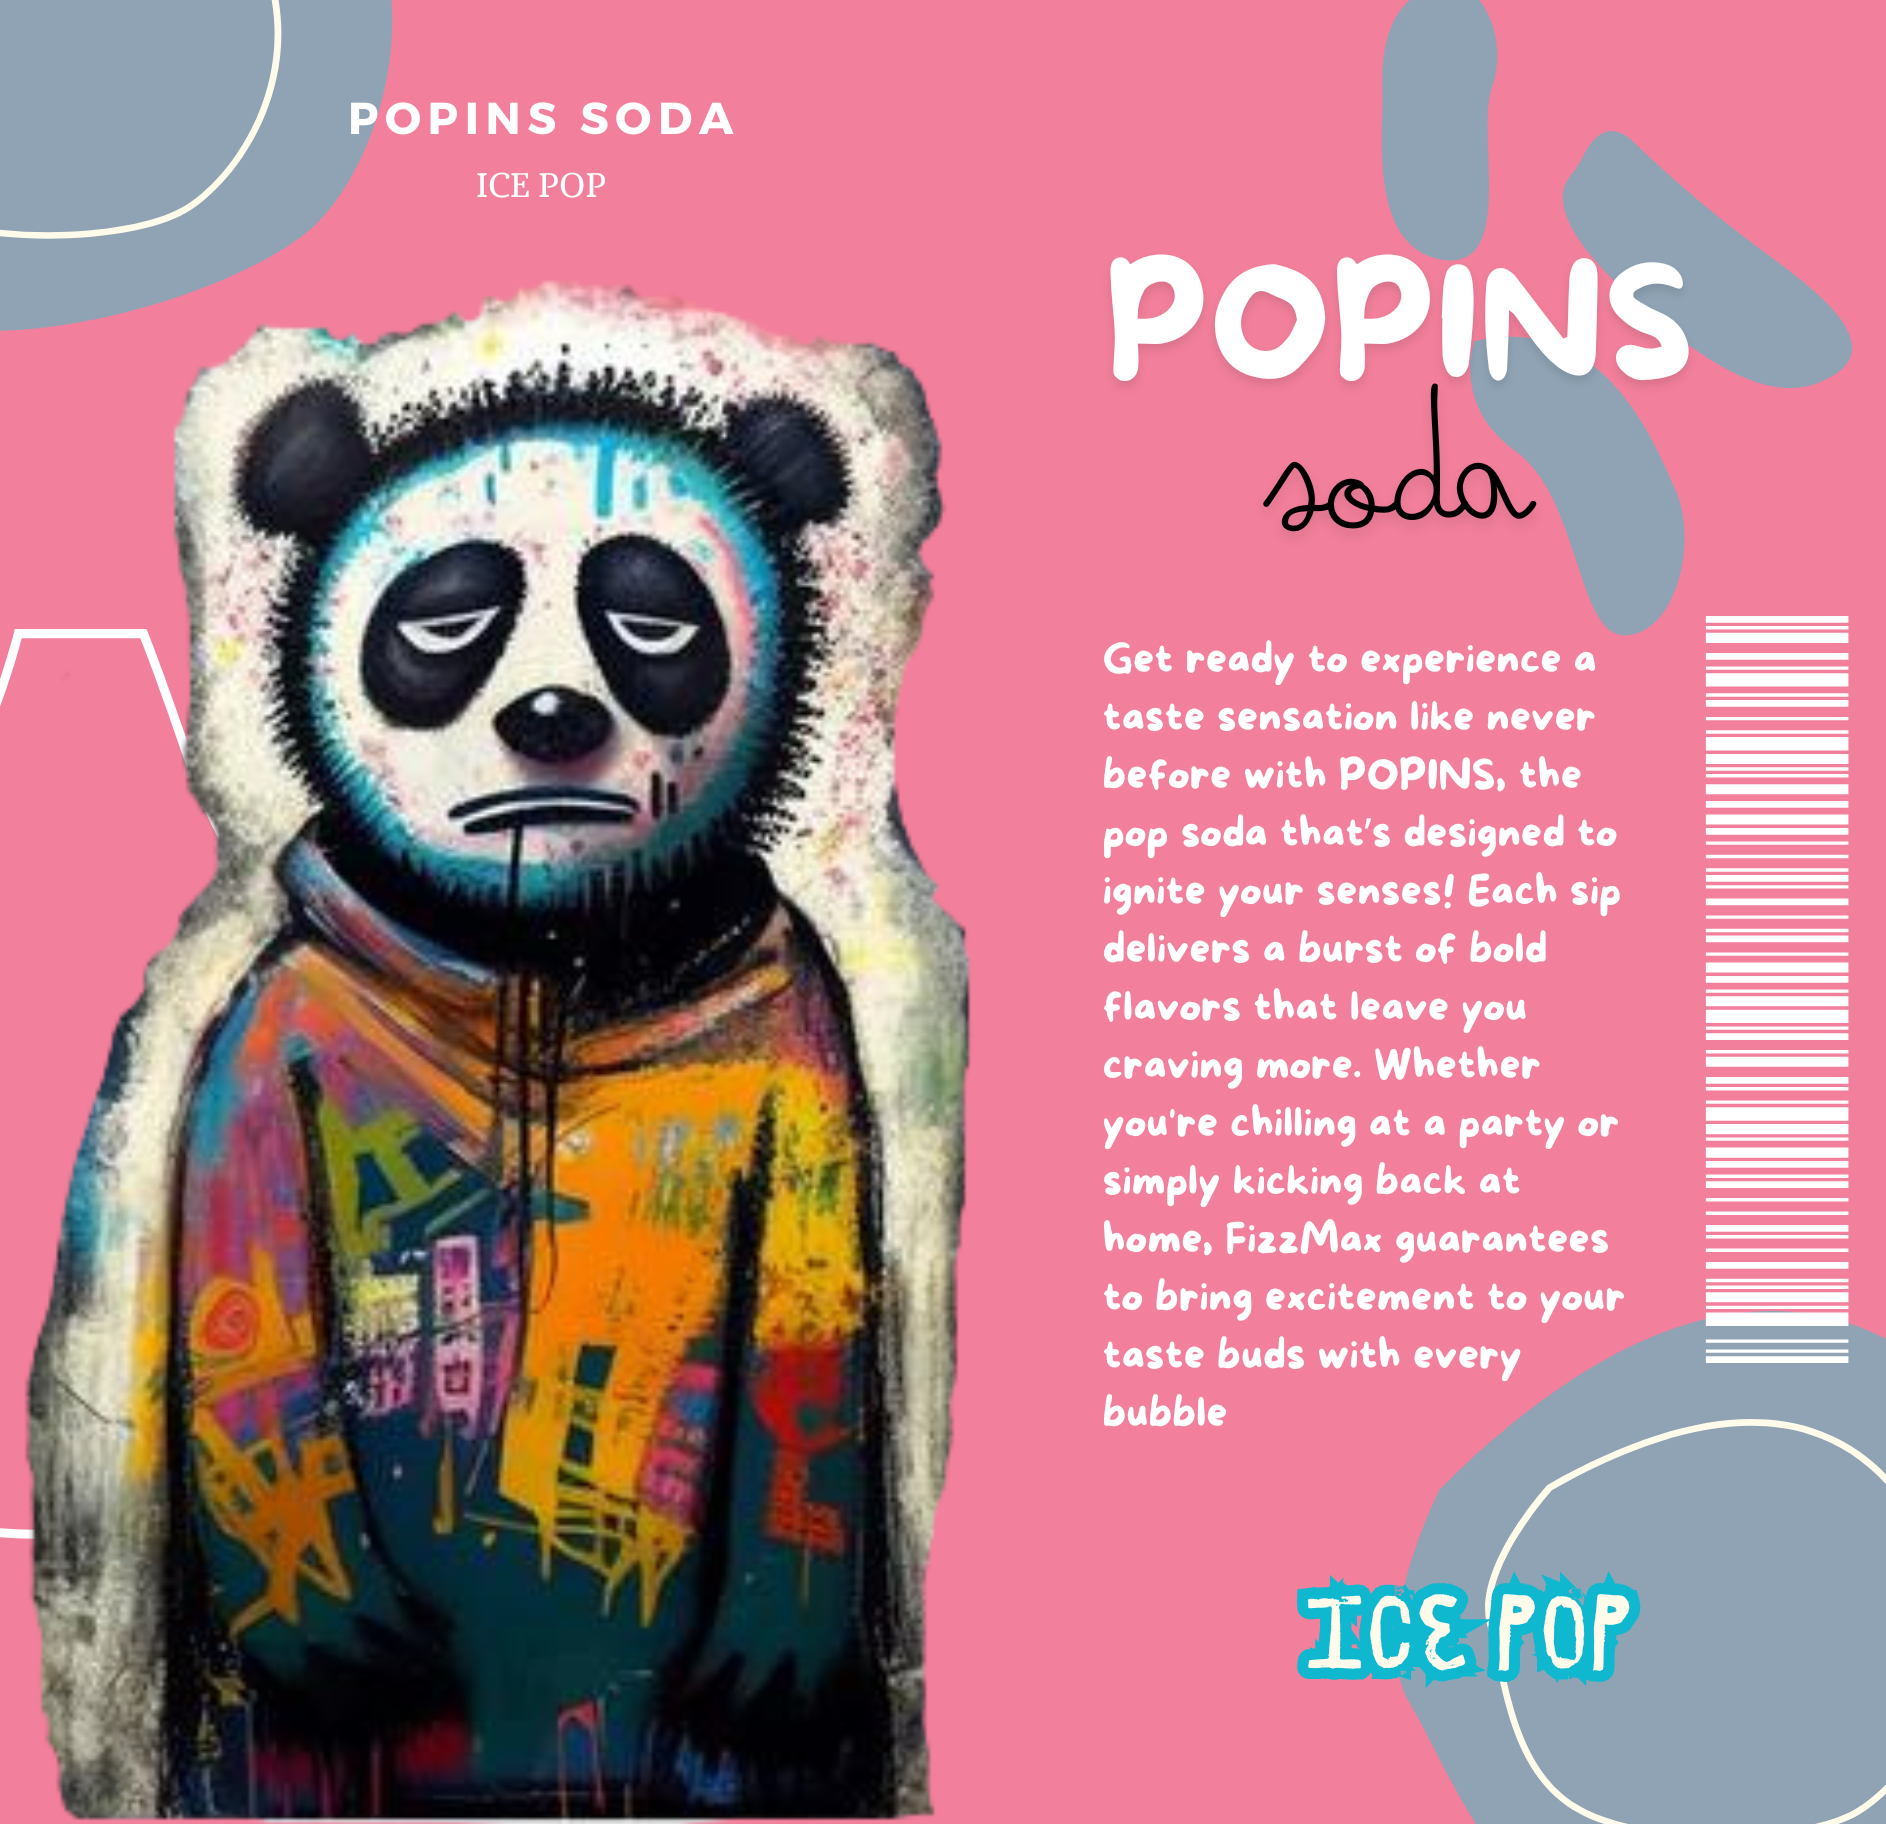 POPINS SODA
ICE POP
POPINS
soda
Get ready to experience a
taste sensation like never
before with POPINS, the
pop soda that's designed to
ignite your senses! Each sip
delivers a burst of bold
flavors that leave you
craving more. Whether
you're chilling at a party or
simply kicking back at
home, FizzMax guarantees
to bring excitement to your
taste buds with every
bubble
ICE POP